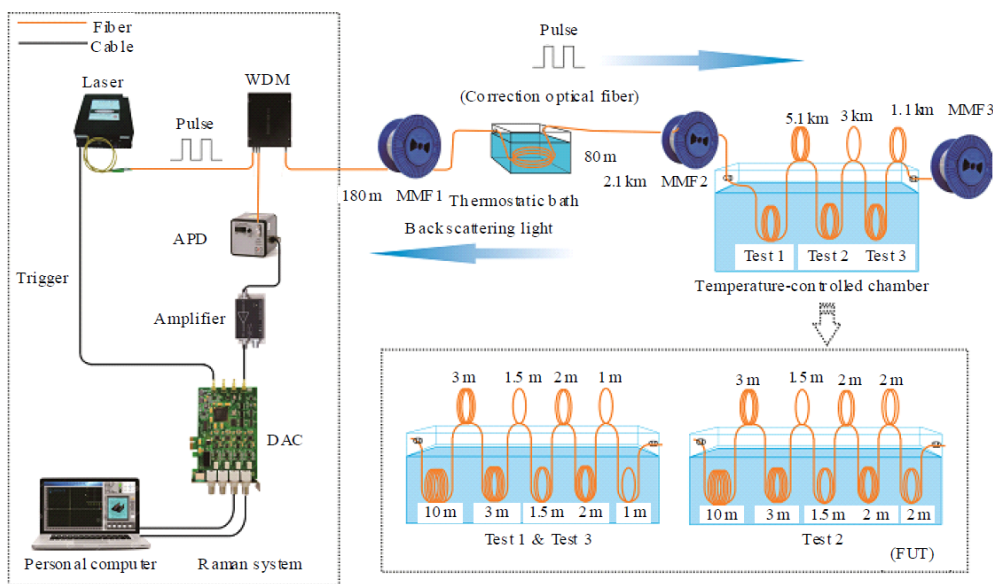 Fiber
Cable
Laser
WDM
Pulse
APD
Trigger
Amplifier
DAC
Personal computer
Raman system
Pulse
(Correction optical fiber)
180 m
MMF1
80 m
Thermostatic bath
Backscattering light
2.1 km
MMF2
5.1 km
3 km
1.1 km
MMF3
Test 1
Test 2
Test 3
Temperature-controlled chamber
3 m
1.5 m
2 m
1 m
10 m
3 m
1.5 m
2 m
1 m
Test 1 & Test 3
3 m
1.5 m
2 m
2 m
10 m
3 m
1.5 m
2 m
2 m
Test 2
(FUT)